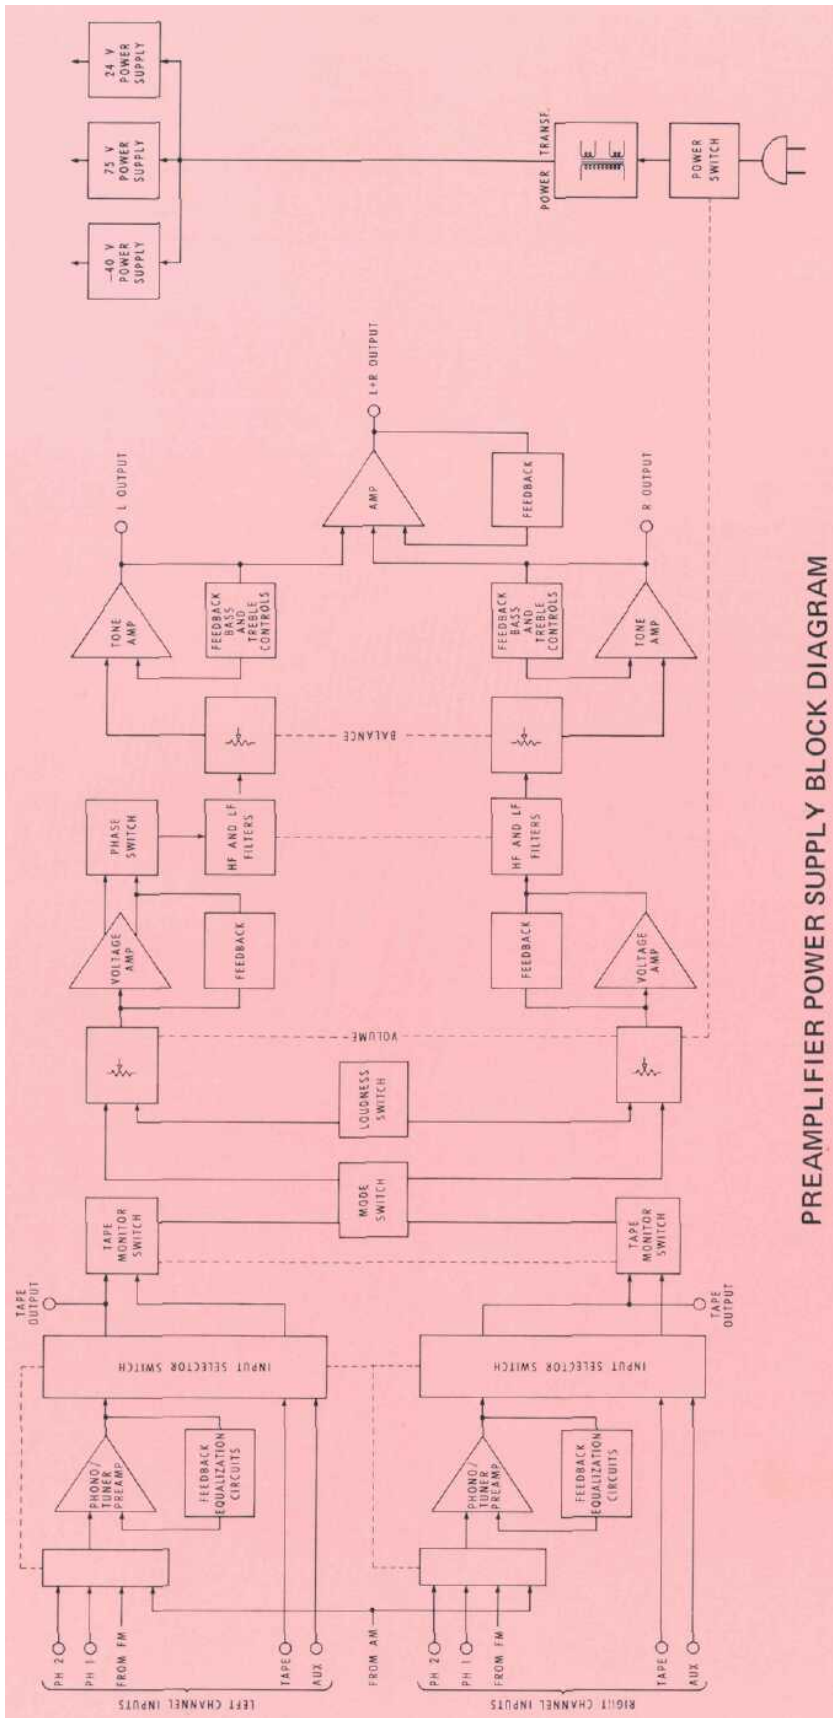 LEFT CHANNEL INPUTS
PH 2
PH 1
FROM FM
TAPE
AUX
FROM AM
RIGHT CHANNEL INPUTS
PH 2
PH 1
FROM FM
TAPE
AUX
PHONO/
TUNER
PREAMP
FEEDBACK
EQUALIZATION
CIRCUITS
PHONO/
TUNER
PREAMP
FEEDBACK
EQUALIZATION
CIRCUITS
INPUT SELECTOR SWITCH
INPUT SELECTOR SWITCH
TAPE
OUTPUT
TAPE
OUTPUT
TAPE
MONITOR
SWITCH
TAPE
MONITOR
SWITCH
MODE
SWITCH
LOUDNESS
SWITCH
VOLUME
VOLTAGE
AMP
FEEDBACK
FEEDBACK
VOLTAGE
AMP
PHASE
SWITCH
HF AND LF
FILTERS
HF AND LF
FILTERS
BALANCE
TONE
AMP
FEEDBACK
BASS
AND
TREBLE
CONTROLS
FEEDBACK
BASS
AND
TREBLE
CONTROLS
TONE
AMP
L OUTPUT
AMP
FEEDBACK
L+R OUTPUT
R OUTPUT
-40 V
POWER
SUPPLY
75 V
POWER
SUPPLY
24 V
POWER
SUPPLY
POWER TRANSF.
POWER
SWITCH
PREAMPLIFIER POWER SUPPLY BLOCK DIAGRAM